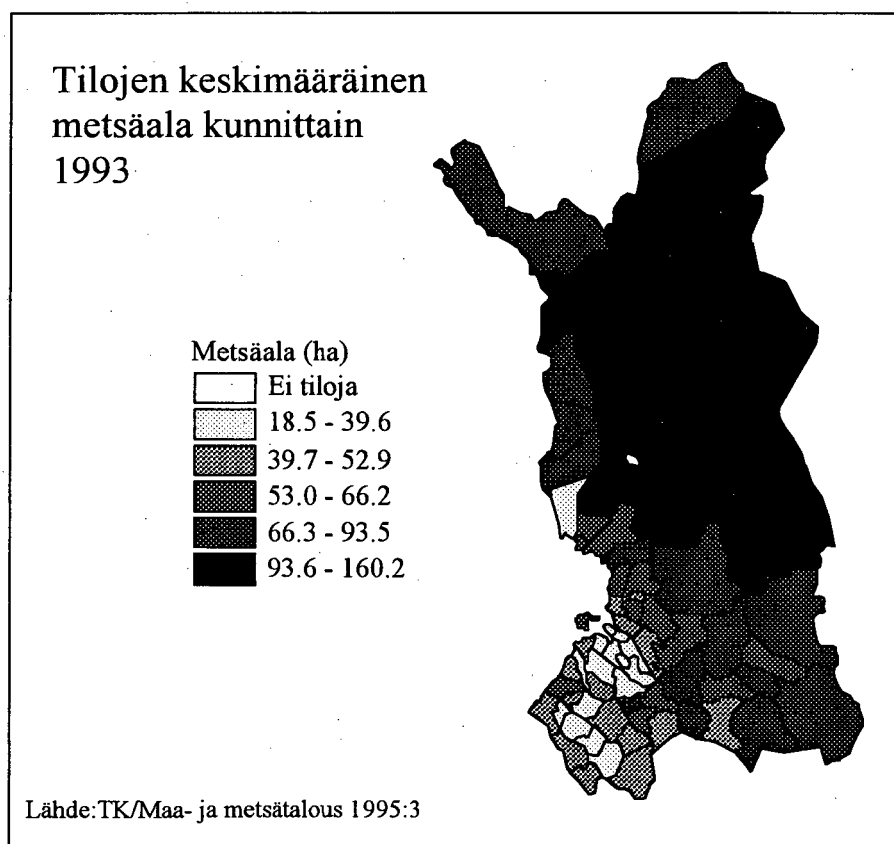 Tilojen keskimääräinen
metsäala kunnittain
1993
Metsäala (ha)
Ei tiloja
18.5 - 39.6
39.7 - 52.9
53.0 - 66.2
66.3 - 93.5
93.6 - 160.2
Lähde:TK/Maa- ja metsätalous 1995:3